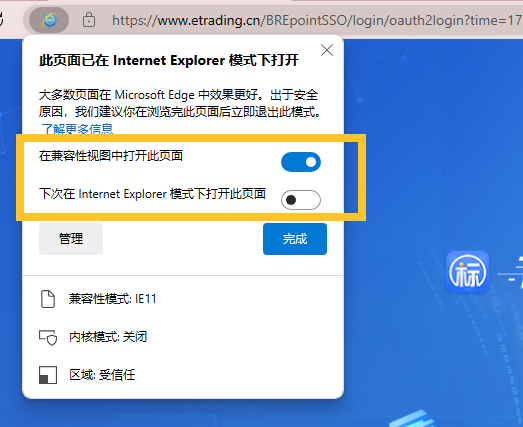 https://www.etrading.cn/BREpointSSO/login/oauth2login?time=17
此页面已在 Internet Explorer 模式下打开
大多数页面在 Microsoft Edge 中效果更好。出于安全
原因，我们建议你在浏览完此页面后立即退出此模式。
了解更多信息
在兼容性视图中打开此页面
下次在 Internet Explorer 模式下打开此页面
管理
完成
标
兼容性模式: IE11
内核模式: 关闭
区域: 受信任